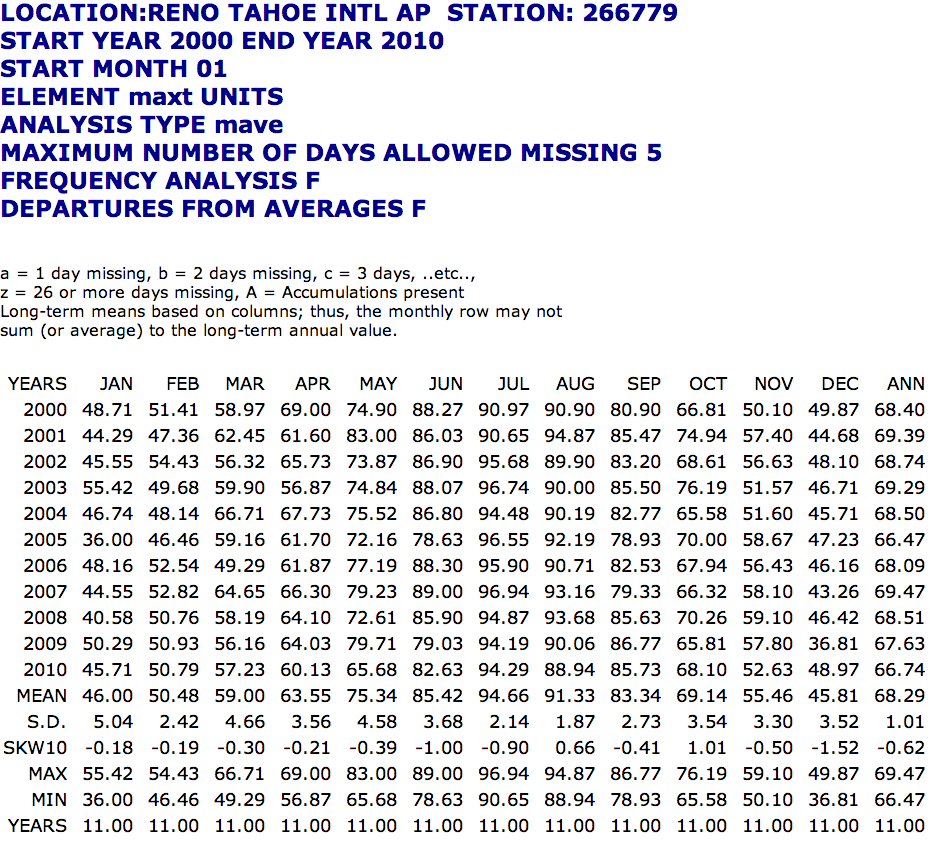 LOCATION:RENO TAHOE INTL AP STATION: 266779
START YEAR 2000 END YEAR 2010
START MONTH 01
ELEMENT maxt UNITS
ANALYSIS TYPE mave
MAXIMUM NUMBER OF DAYS ALLOWED MISSING 5
FREQUENCY ANALYSIS F
DEPARTURES FROM AVERAGES F
a = 1 day missing, b = 2 days missing, c = 3 days, ..etc..,
z = 26 or more days missing, A = Accumulations present
Long-term means based on columns; thus, the monthly row may not
sum (or average) to the long-term annual value.
YEARS JAN FEB MAR APR MAY JUN JUL AUG SEP OCT NOV DEC ANN
2000 48.71 51.41 58.97 69.00 74.90 88.27 90.97 90.90 80.90 66.81 50.10 49.87 68.40
2001 44.29 47.36 62.45 61.60 83.00 86.03 90.65 94.87 85.47 74.94 57.40 44.68 69.39
2002 45.55 54.43 56.32 65.73 73.87 86.90 95.68 89.90 83.20 68.61 56.63 48.10 68.74
2003 55.42 49.68 59.90 56.87 74.84 88.07 96.74 90.00 85.50 76.19 51.57 46.71 69.29
2004 46.74 48.14 66.71 67.73 75.52 86.80 94.48 90.19 82.77 65.58 51.60 45.71 68.50
2005 36.00 46.46 59.16 61.70 72.16 78.63 96.55 92.19 78.93 70.00 58.67 47.23 66.47
2006 48.16 52.54 49.29 61.87 77.19 88.30 95.90 90.71 82.53 67.94 56.43 46.16 68.09
2007 44.55 52.82 64.65 66.30 79.23 89.00 96.94 93.16 79.33 66.32 58.10 43.26 69.47
2008 40.58 50.76 58.19 64.10 72.61 85.90 94.87 93.68 85.63 70.26 59.10 46.42 68.51
2009 50.29 50.93 56.16 64.03 79.71 79.03 94.19 90.06 86.77 65.81 57.80 36.81 67.63
2010 45.71 50.79 57.23 60.13 65.68 82.63 94.29 88.94 85.73 68.10 52.63 48.97 66.74
MEAN 46.00 50.48 59.00 63.55 75.34 85.42 94.66 91.33 83.34 69.14 55.46 45.81 68.29
S.D. 5.04 2.42 4.66 3.56 4.58 3.68 2.14 1.87 2.73 3.54 3.30 3.52 1.01
SKW10 -0.18 -0.19 -0.30 -0.21 -0.39 -1.00 -0.90 0.66 -0.41 1.01 -0.50 -1.52 -0.62
MAX 55.42 54.43 66.71 69.00 83.00 89.00 96.94 94.87 86.77 76.19 59.10 49.87 69.47
MIN 36.00 46.46 49.29 56.87 65.68 78.63 90.65 88.94 78.93 65.58 50.10 36.81 66.47
YEARS 11.00 11.00 11.00 11.00 11.00 11.00 11.00 11.00 11.00 11.00 11.00 11.00 11.00